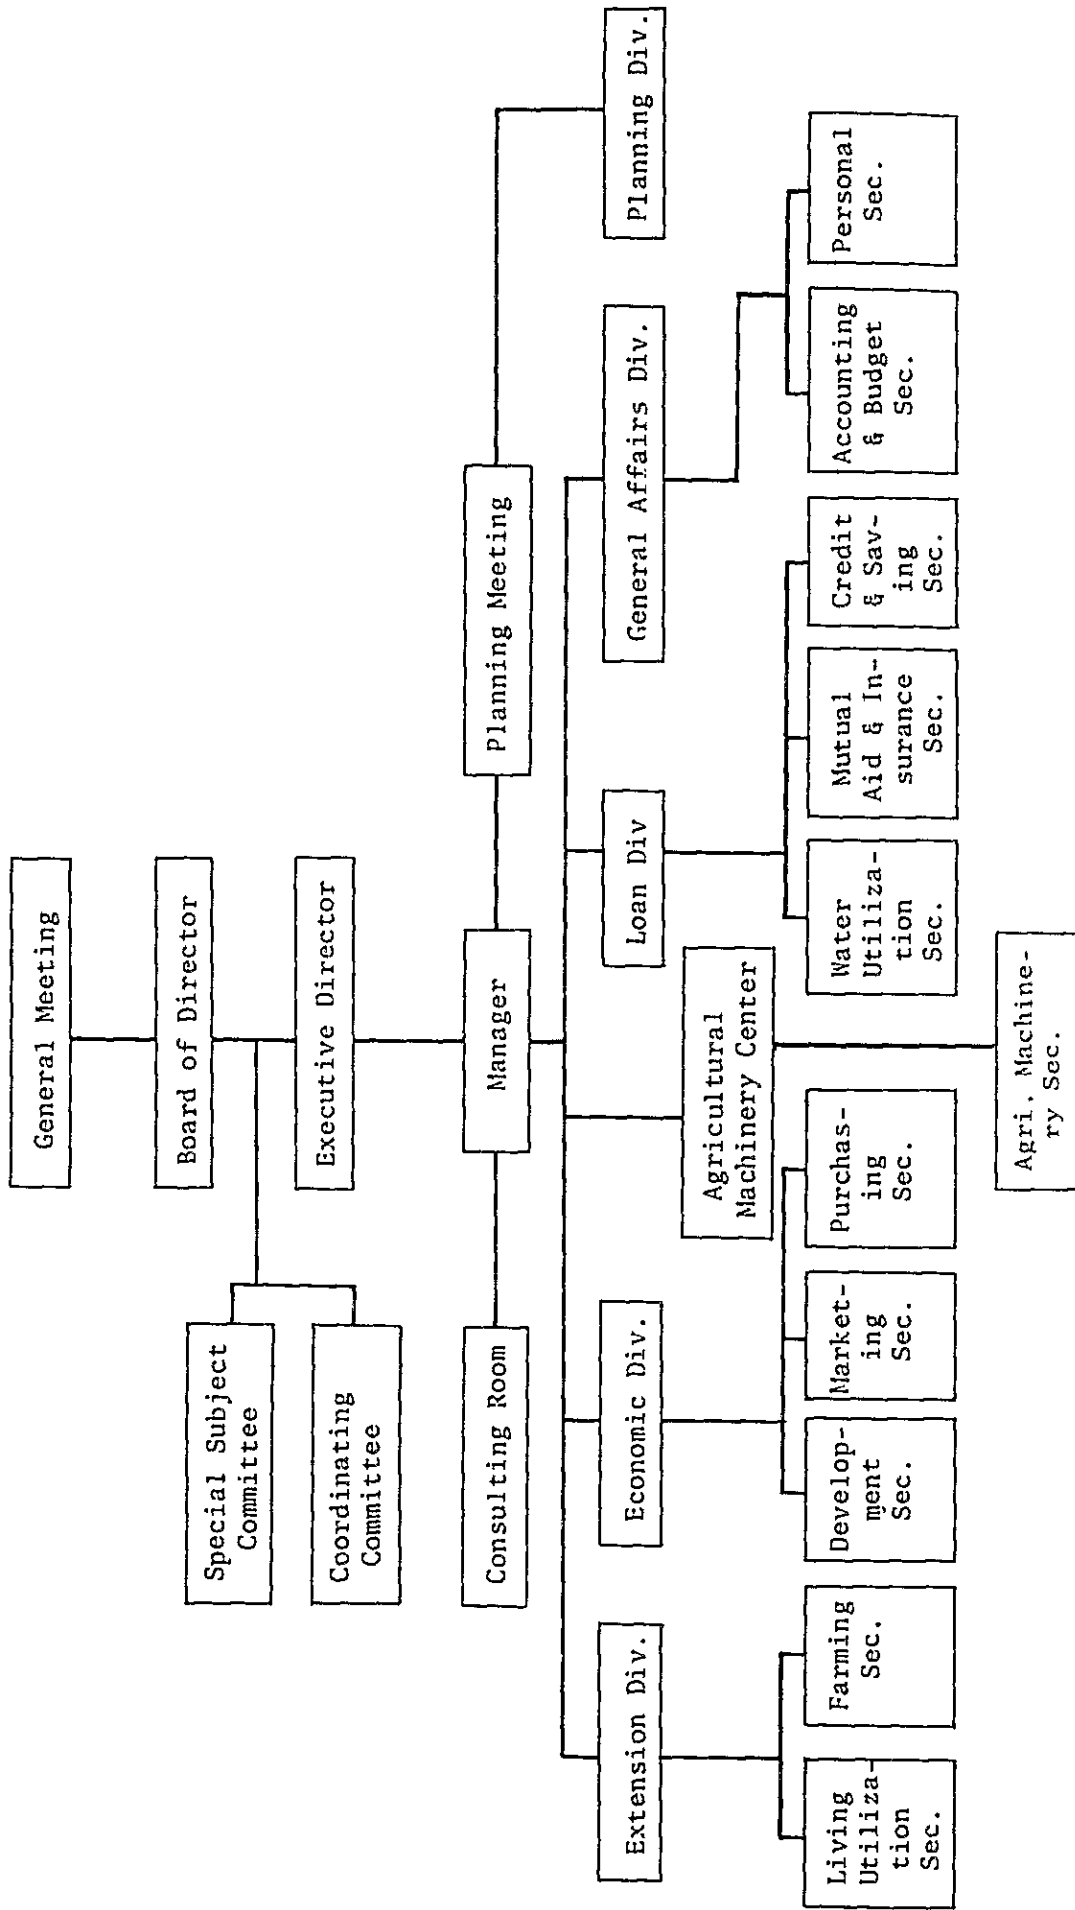 General Meeting
Board of Director
Special Subject
Committee
Coordinating
Committee
Executive Director
Consulting Room
Manager
Planning Meeting
Extension Div.
Economic Div.
Agricultural
Machinery Center
Loan Div
General Affairs Div.
Planning Div.
Living
Utiliza-
tion
Sec.
Farming
Sec.
Develop-
ment
Sec.
Market-
ing
Sec.
Purchas-
ing
Sec.
Water
Utiliza-
tion
Sec.
Mutual
Aid & In-
surance
Sec.
Credit
& Sav-
ing
Sec.
Accounting
& Budget
Sec.
Personal
Sec.
Agri. Machine-
ry Sec.